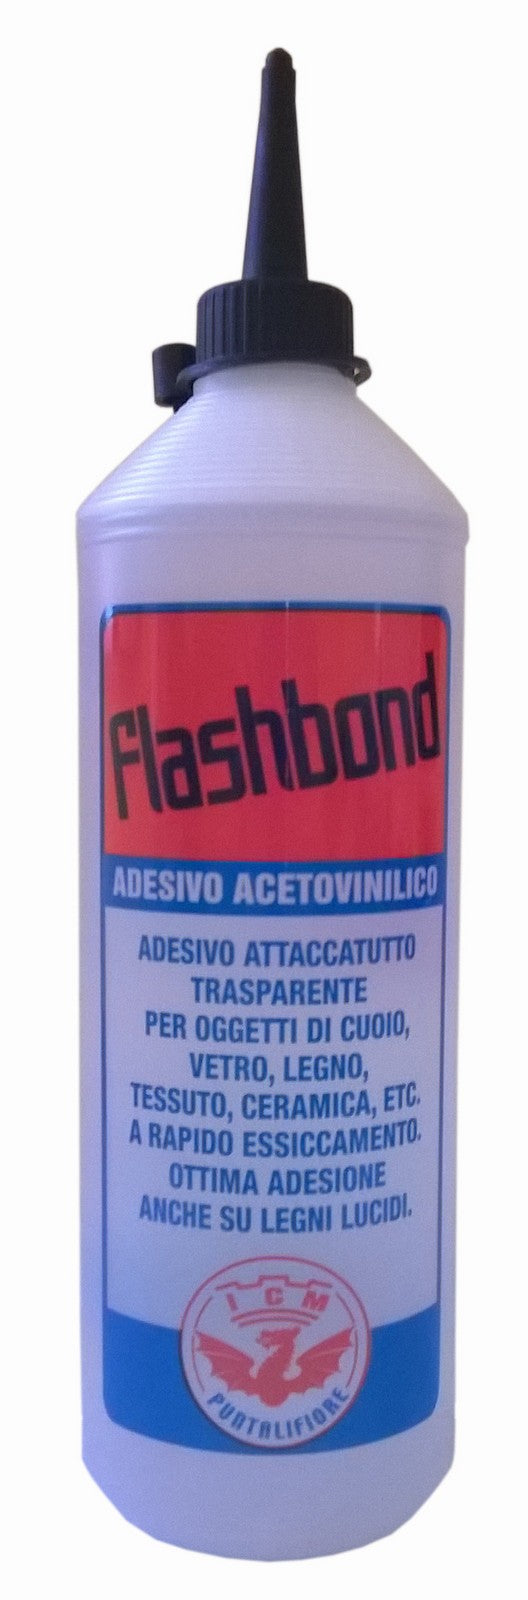 flashbond
ADESIVO ACETOVINILICO
ADESIVO ATTACCATUTTO
TRASPARENTE
PER OGGETTI DI CUOIO,
VETRO, LEGNO,
TESSUTO, CERAMICA, ETC.
A RAPIDO ESSICCAMENTO.
OTTIMA ADESIONE
ANCHE SU LEGNI LUCIDI.
ICM
PUNTALIFIORE